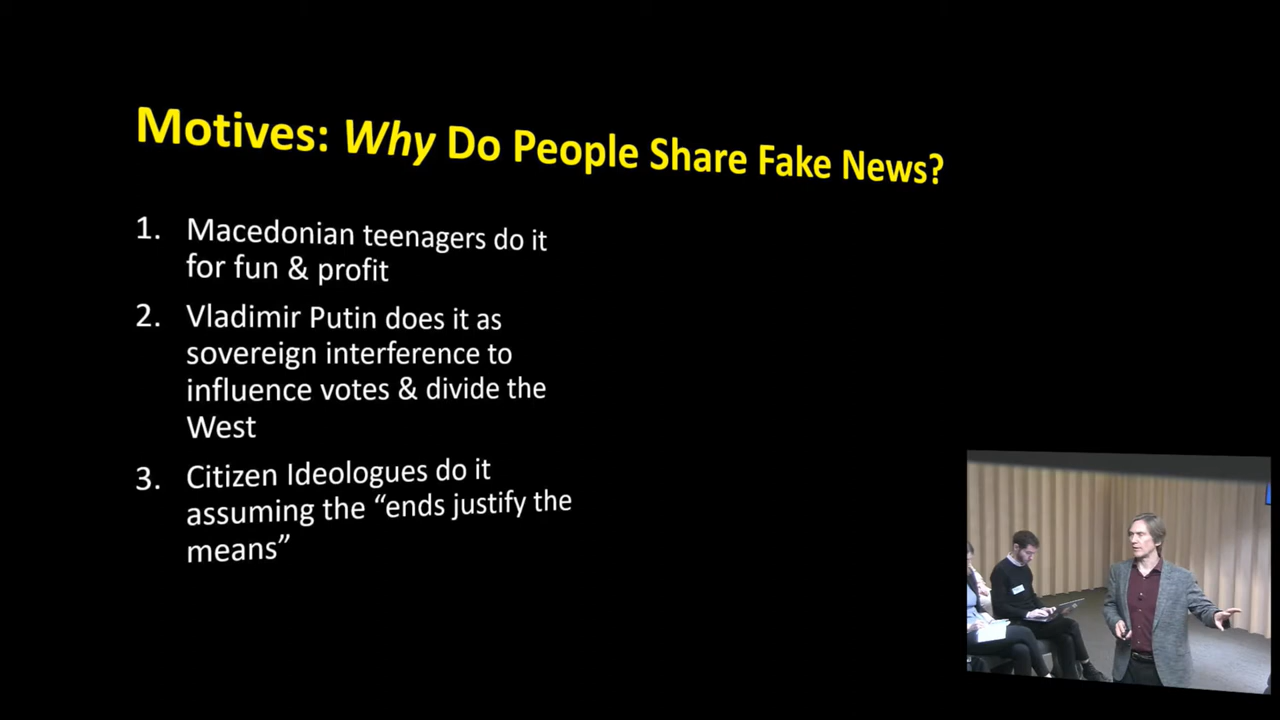 Motives: Why Do People Share Fake News?
1. Macedonian teenagers do it
for fun & profit
2. Vladimir Putin does it as
sovereign interference to
influence votes & divide the
West
3. Citizen Ideologues do it
assuming the “ends justify the
means”